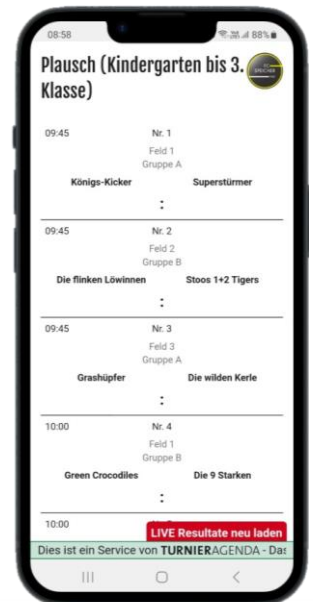 08:58 88%
Plausch (Kindergarten bis 3.
Klasse)
SPEICHER
09:45 Nr. 1
Feld 1
Gruppe A
Königs-Kicker Superstürmer
:
09:45 Nr. 2
Feld 2
Gruppe B
Die flinken Löwinnen Stoos 1+2 Tigers
:
09:45 Nr. 3
Feld 3
Gruppe A
Grashüpfer Die wilden Kerle
:
10:00 Nr. 4
Feld 1
Gruppe B
Green Crocodiles Die 9 Starken
:
10:00
LIVE Resultate neu laden
Dies ist ein Service von TURNIERAGENDA - Das